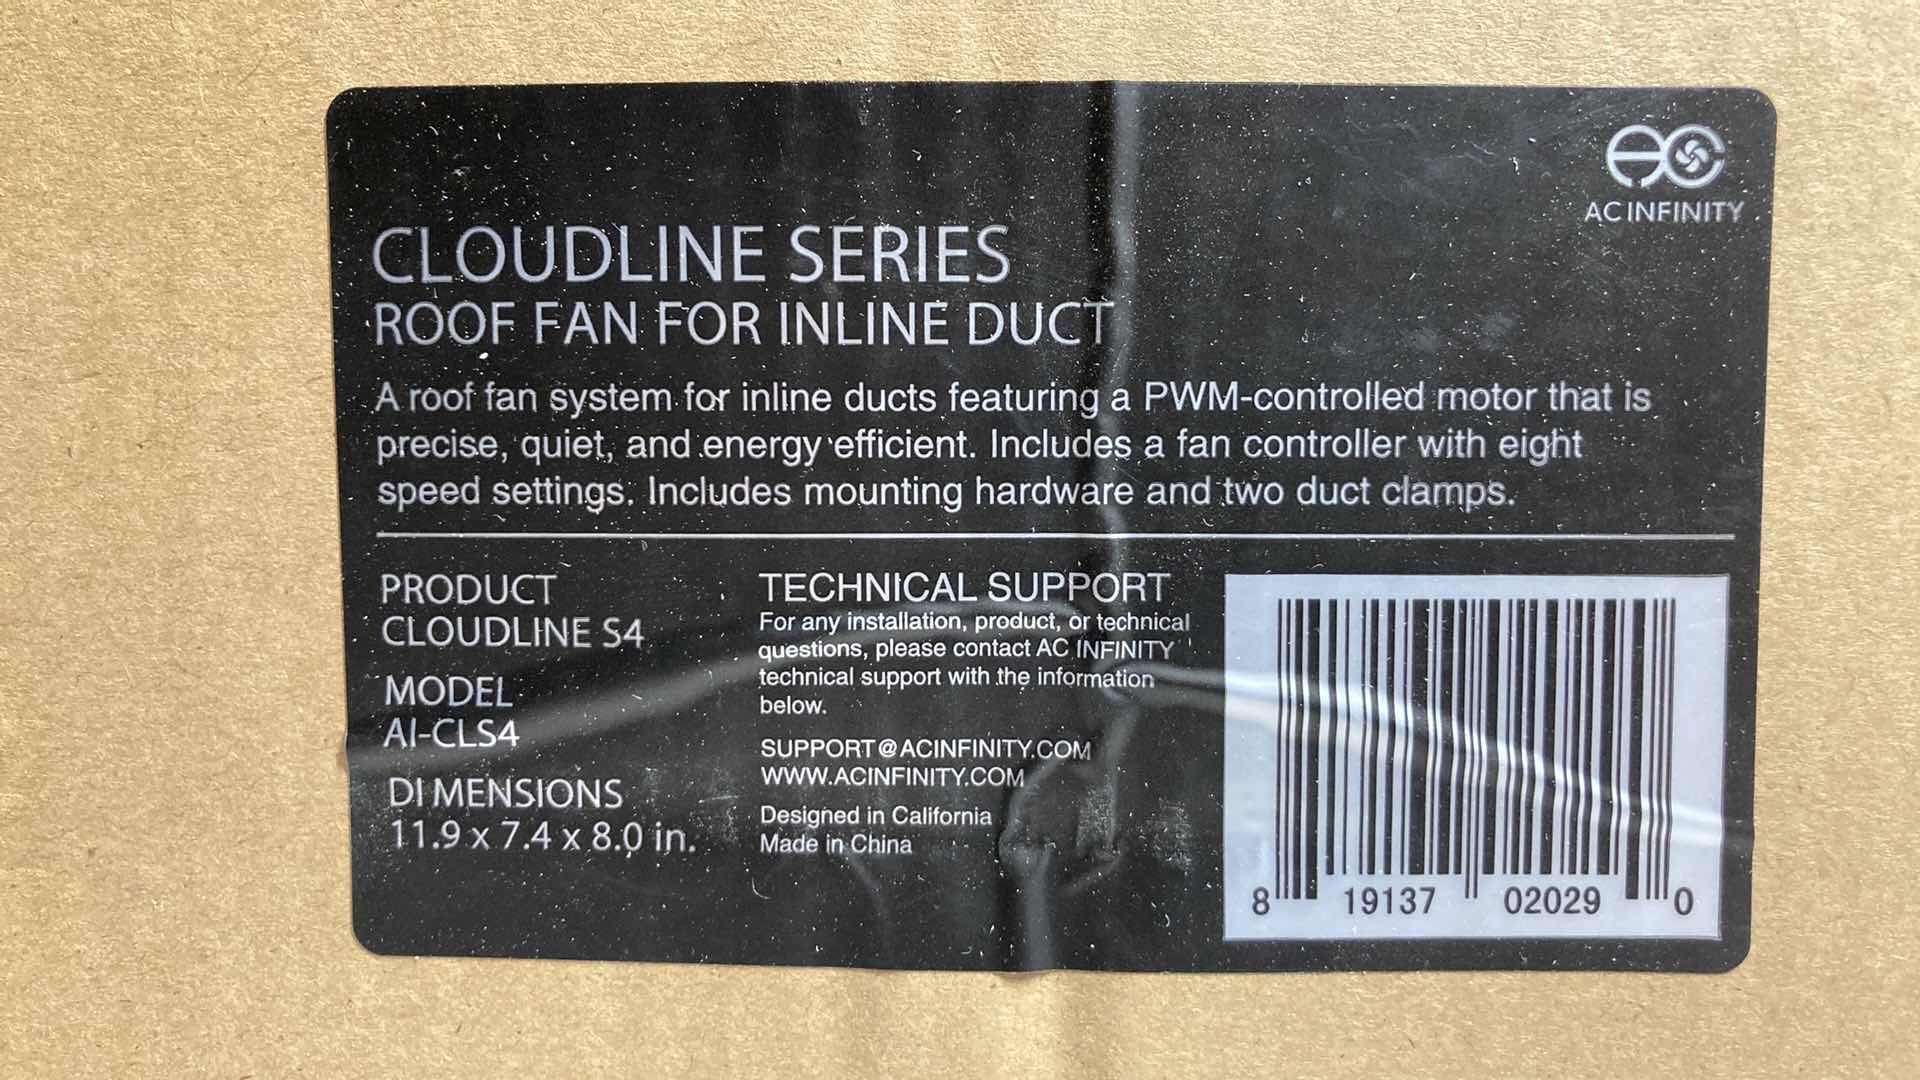 AC INFINITY
CLOUDLINE SERIES
ROOF FAN FOR INLINE DUCT
A roof fan system for inline ducts featuring a PWM-controlled motor that is
precise, quiet, and energy efficient. Includes a fan controller with eight
speed settings. Includes mounting hardware and two duct clamps.
PRODUCT
CLOUDLINE S4
MODEL
AI-CLS4
DIMENSIONS
11.9 x 7.4 x 8.0 in.
TECHNICAL SUPPORT
For any installation, product, or technical
questions, please contact AC INFINITY
technical support with the information
below.
SUPPORT@ACINFINITY.COM
WWW.ACINFINITY.COM
Designed in California
Made in China
8 19137 02029 0